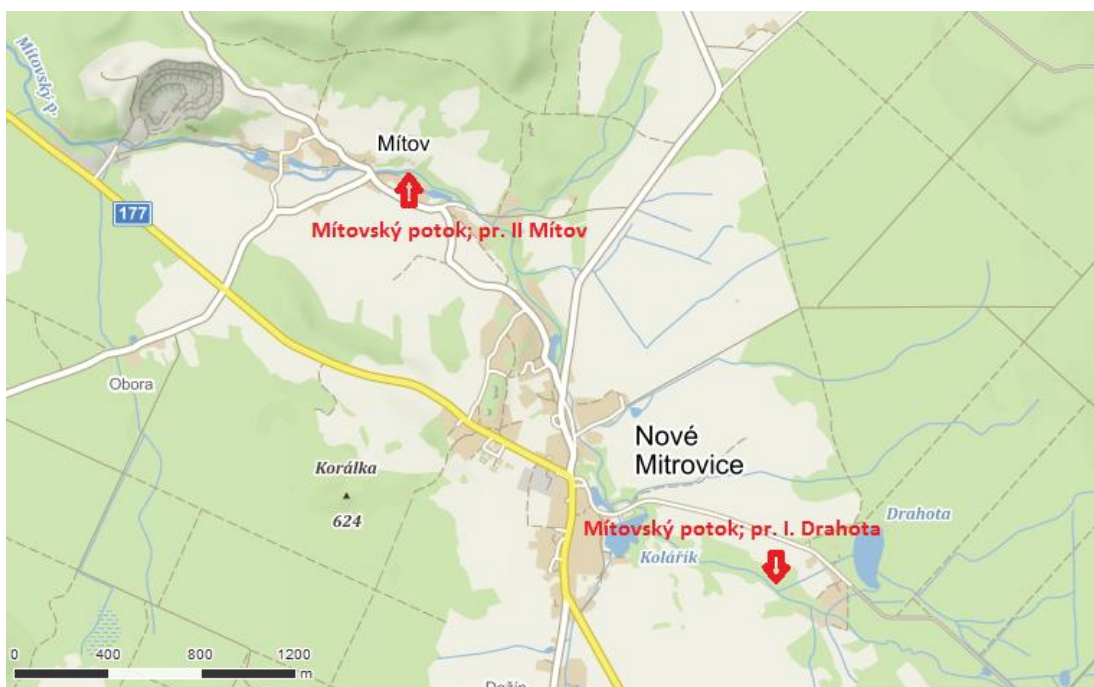 Mítovský p.
Mítov
177
Mítovský potok; pr. II Mítov
Obora
Korálka
624
Nové
Mitrovice
Drahota
Mítovský potok; pr. I. Drahota
Kolářík
0 400 800 1200
m